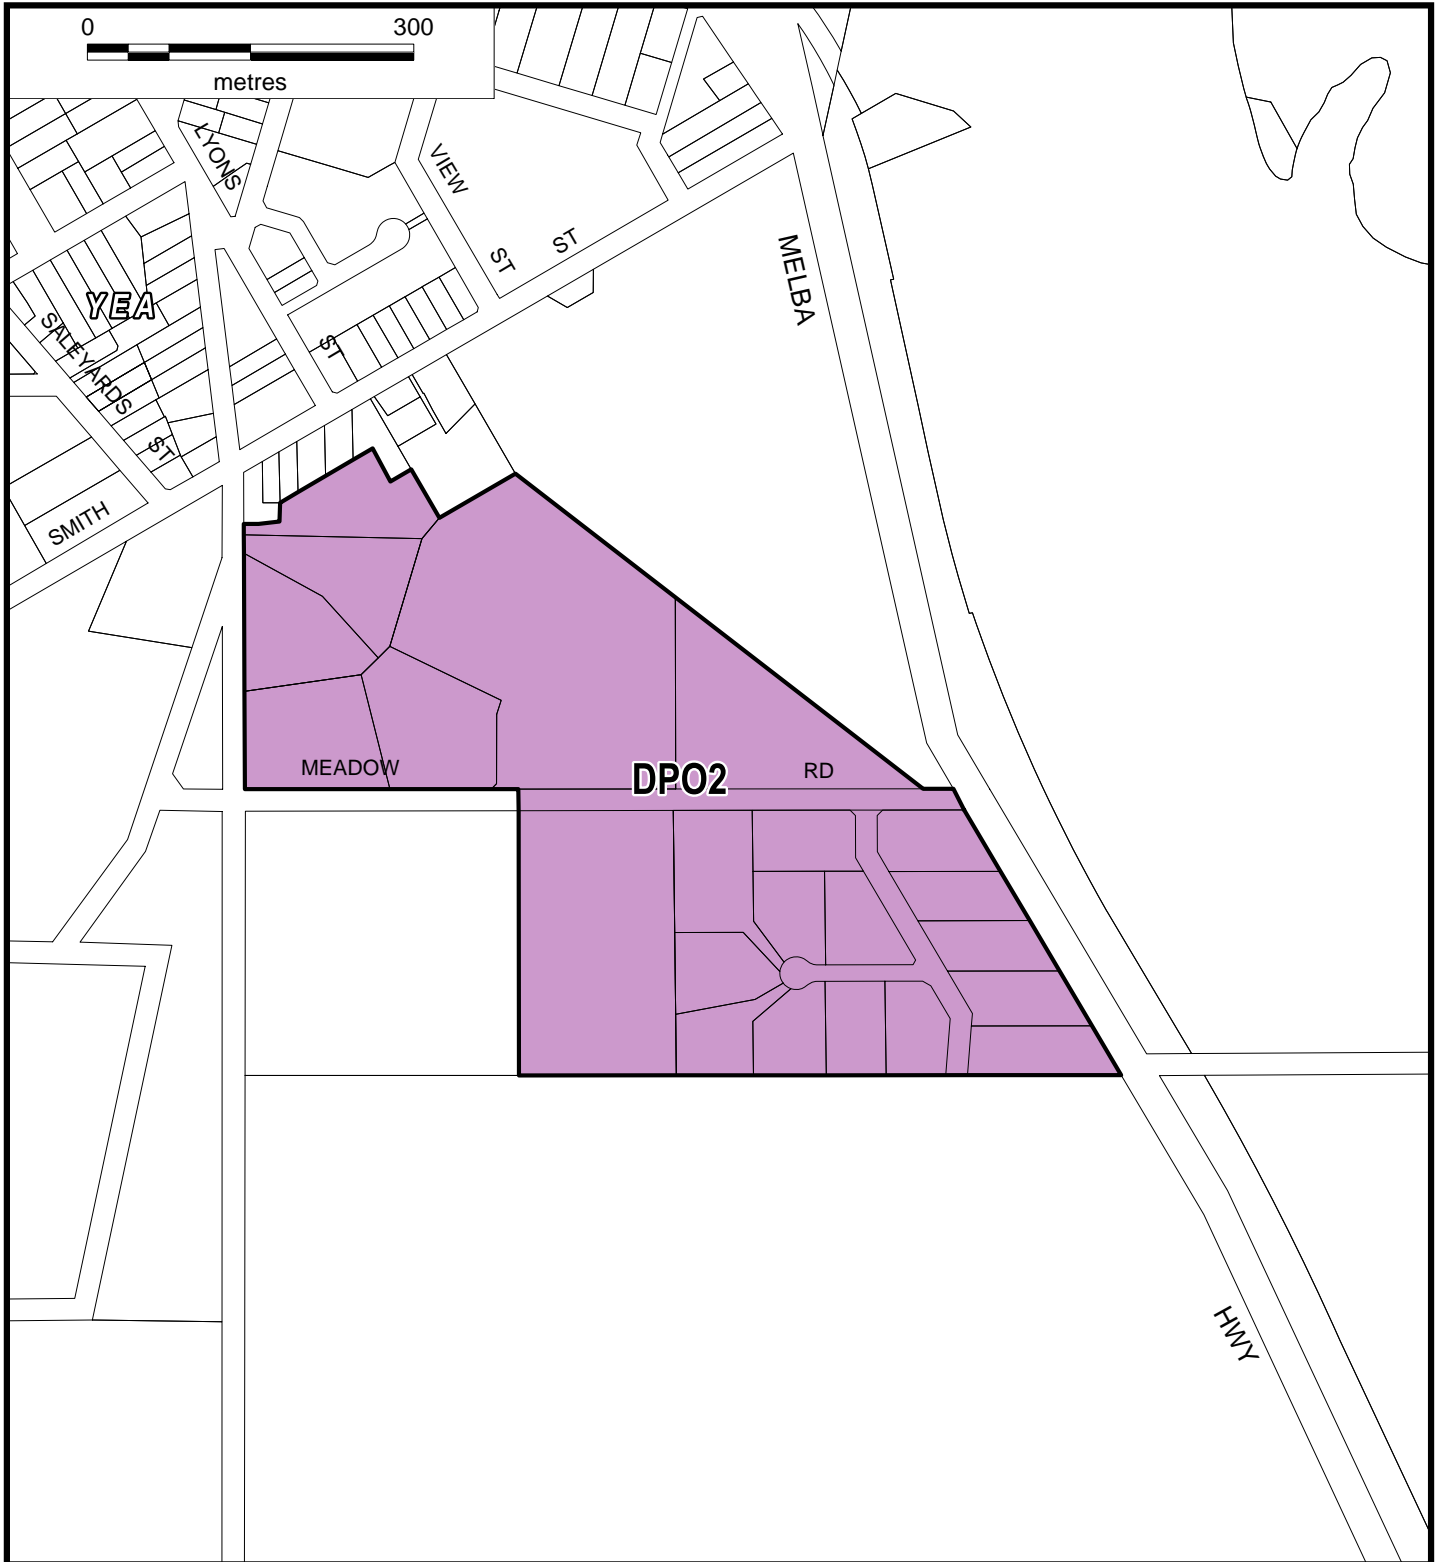 0 300
metres
LYONS
VIEW
ST
ST
MELBA
YEA
SALEYARDS
ST
ST
SMITH
MEADOW
DPO2
RD
HWY